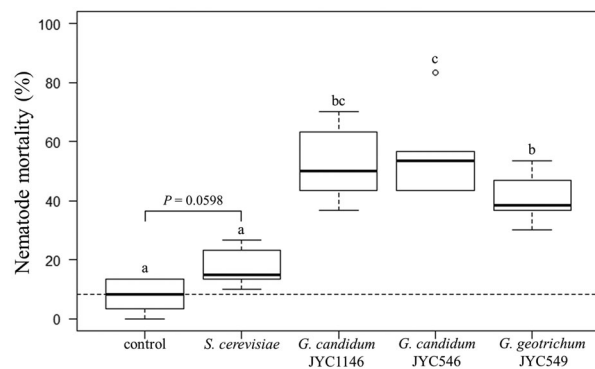 Nematode mortality (%)
100
80
60
40
20
0
P = 0.0598
a
a
bc
c
b
control
S. cerevisiae
G. candidum
JYC1146
G. candidum
JYC546
G. geotrichum
JYC549